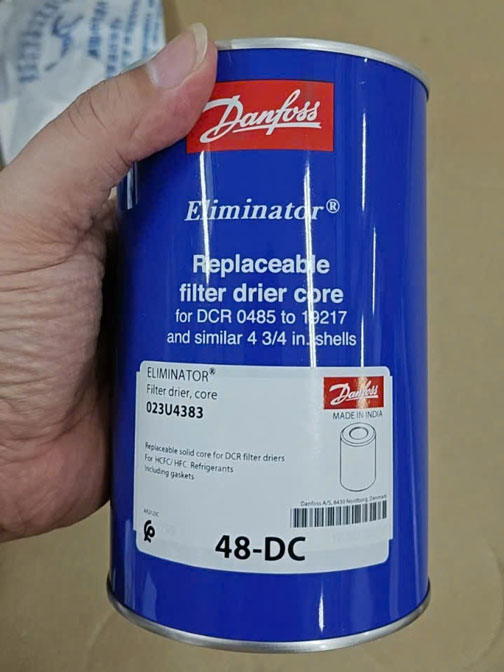 Danfoss
Eliminator®
Replaceable
filter drier core
for DCR 0485 to 19217
and similar 4 3/4 in. shells
ELIMINATOR®
Filter drier, core
023U4383
Danfoss
MADE IN INDIA
Replaceable solid core for DCR filter driers
For HCFC/ HFC. Refrigerants
Including gaskets
Danfoss A/S, 6430 Nordborg, Denmark
48-DC